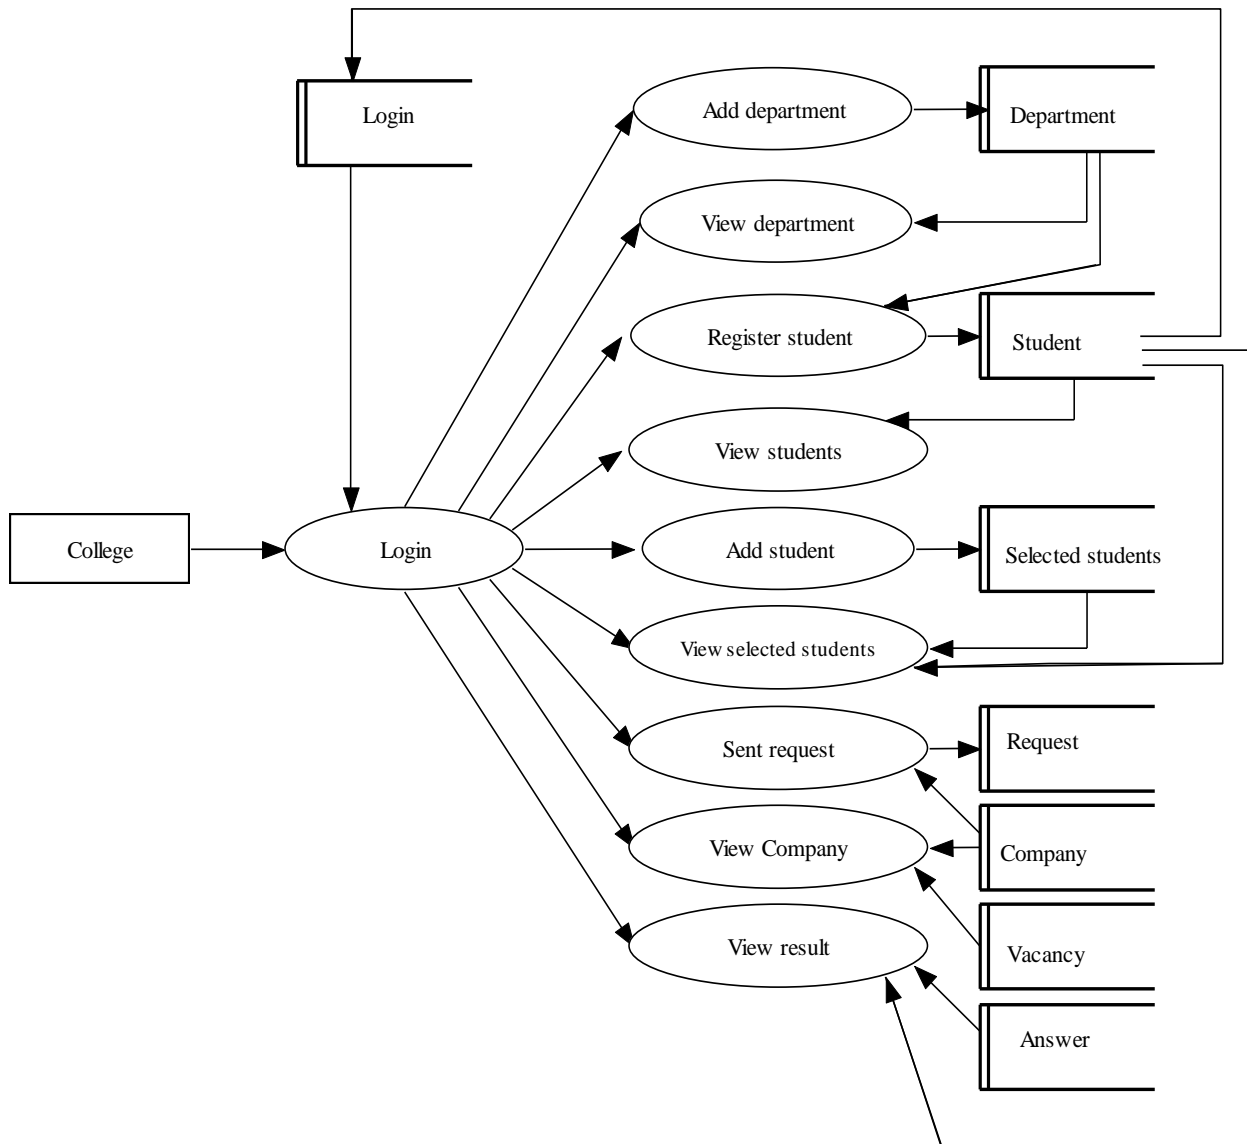 Login
Add department
Department
View department
Register student
Student
View students
College
Login
Add student
Selected students
View selected students
Sent request
Request
View Company
Company
View result
Vacancy
Answer